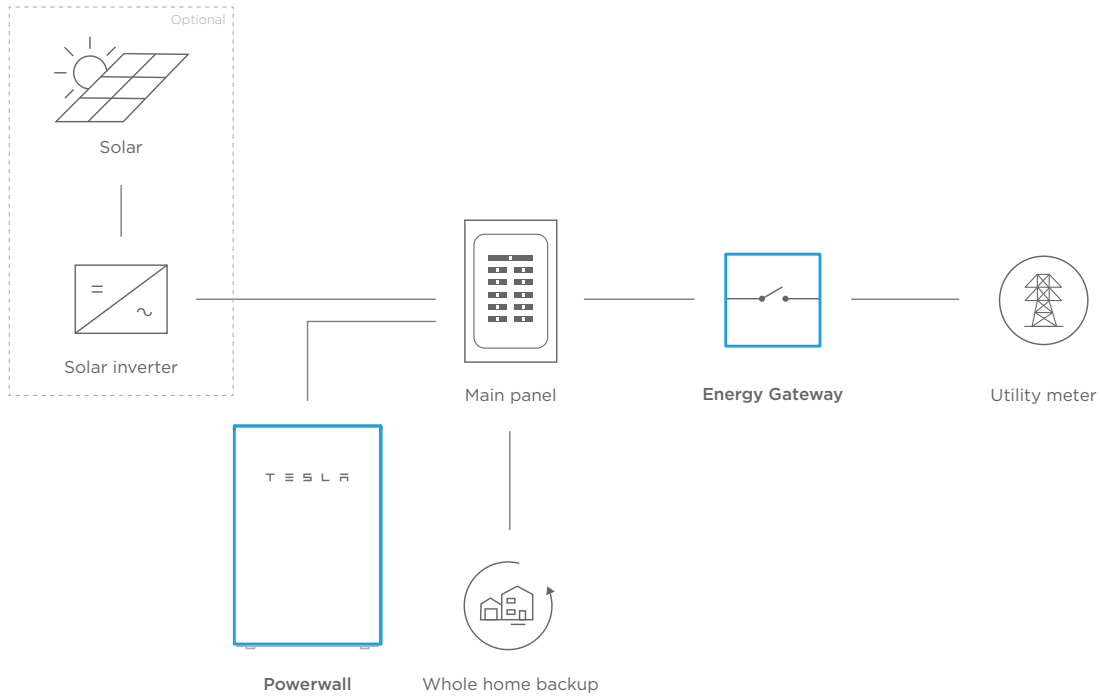 Optional
Solar
Solar inverter
Main panel
Energy Gateway
Utility meter
TESLA
Powerwall
Whole home backup